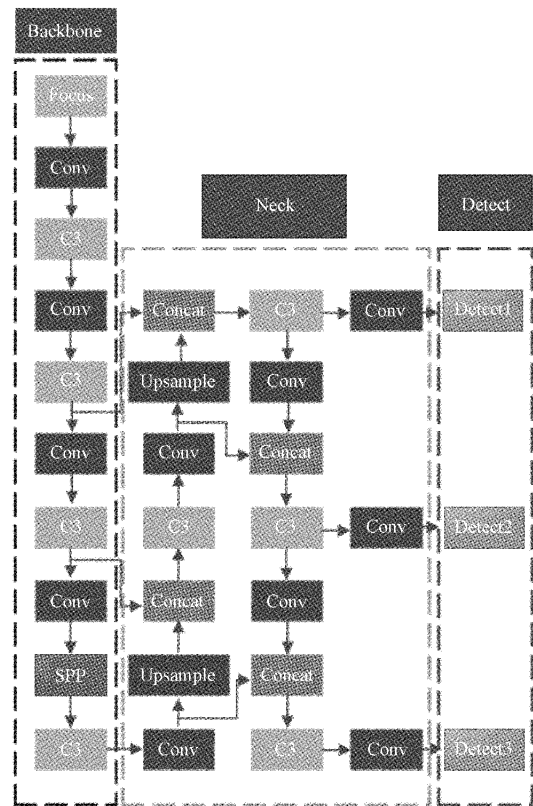 Backbone
Focus
Conv
C3
Conv
C3
Conv
C3
Conv
SPP
C3
Neck
Concat
C3
Conv
Upsample
Conv
Conv
Concat
C3
C3
Conv
Concat
Conv
Upsample
Concat
Conv
C3
Conv
Detect
Detect1
Detect2
Detect3